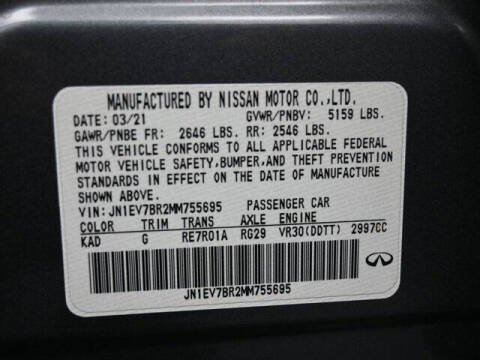 MANUFACTURED BY NISSAN MOTOR CO.,LTD.
DATE: 03/21 GVWR/PNBV: 5159 LBS.
GAWR/PNBE FR: 2646 LBS. RR: 2546 LBS.
THIS VEHICLE CONFORMS TO ALL APPLICABLE FEDERAL
MOTOR VEHICLE SAFETY,BUMPER,AND THEFT PREVENTION
STANDARDS IN EFFECT ON THE DATE OF MANUFACTURE
SHOWN ABOVE.
VIN: JN1EV7BR2MM755695 PASSENGER CAR
COLOR TRIM TRANS AXLE ENGINE
KAD G RE7R01A RG29 VR30(DDTT) 2997CC
JN1EV7BR2MM755695